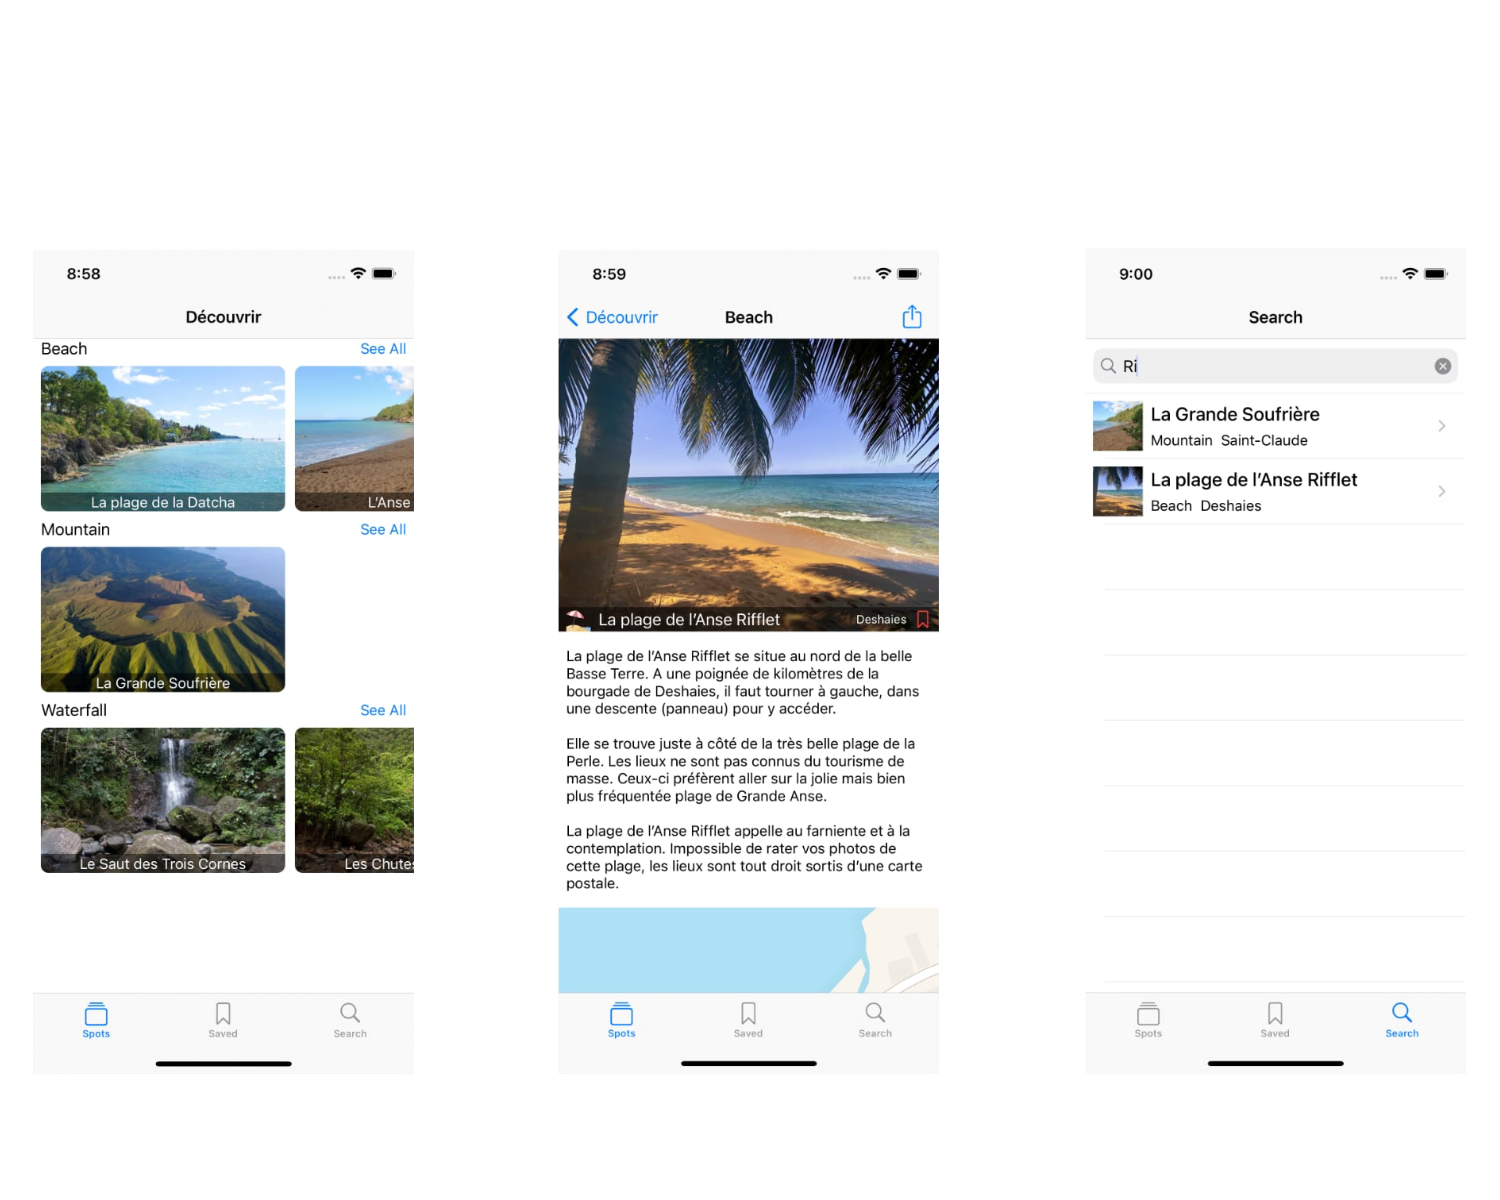 8:58
Découvrir
Beach See All
La plage de la Datcha L'Anse
Mountain See All
La Grande Soufrière
Waterfall See All
Le Saut des Trois Cornes Les Chutes
Spots Saved Search
8:59
Découvrir Beach
La plage de l'Anse Rifflet Deshaies
La plage de l'Anse Rifflet se situe au nord de la belle
Basse Terre. A une poignée de kilomètres de la
bourgade de Deshaies, il faut tourner à gauche, dans
une descente (panneau) pour y accéder.
Elle se trouve juste à côté de la très belle plage de la
Perle. Les lieux ne sont pas connus du tourisme de
masse. Ceux-ci préfèrent aller sur la jolie mais bien
plus fréquentée plage de Grande Anse.
La plage de l'Anse Rifflet appelle au farniente et à la
contemplation. Impossible de rater vos photos de
cette plage, les lieux sont tout droit sortis d'une carte
postale.
Spots Saved Search
9:00
Search
Ri
La Grande Soufrière
Mountain Saint-Claude
La plage de l'Anse Rifflet
Beach Deshaies
Spots Saved Search